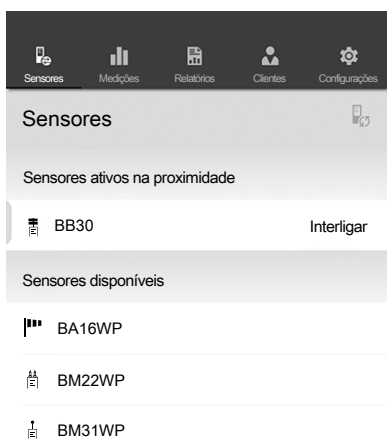 Sensores Medições Relatórios Clientes Configurações
Sensores
Sensores ativos na proximidade
BB30 Interligar
Sensores disponíveis
BA16WP
BM22WP
BM31WP